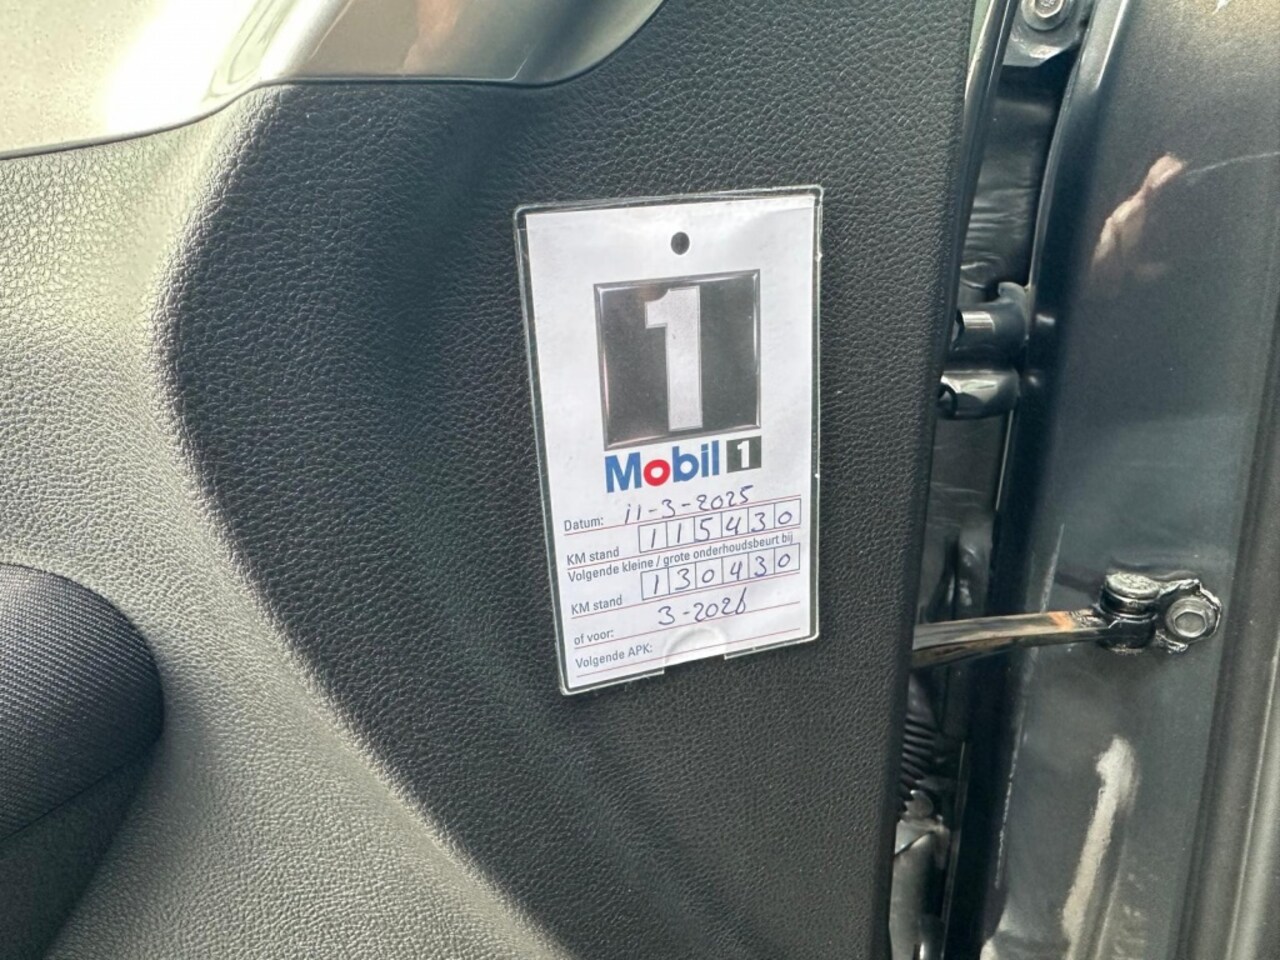 1
Mobil 1
Datum: 11-3-2025
KM stand 115430
Volgende kleine / grote onderhoudsbeurt bij
KM stand 130430
of voor: 3-2026
Volgende APK: